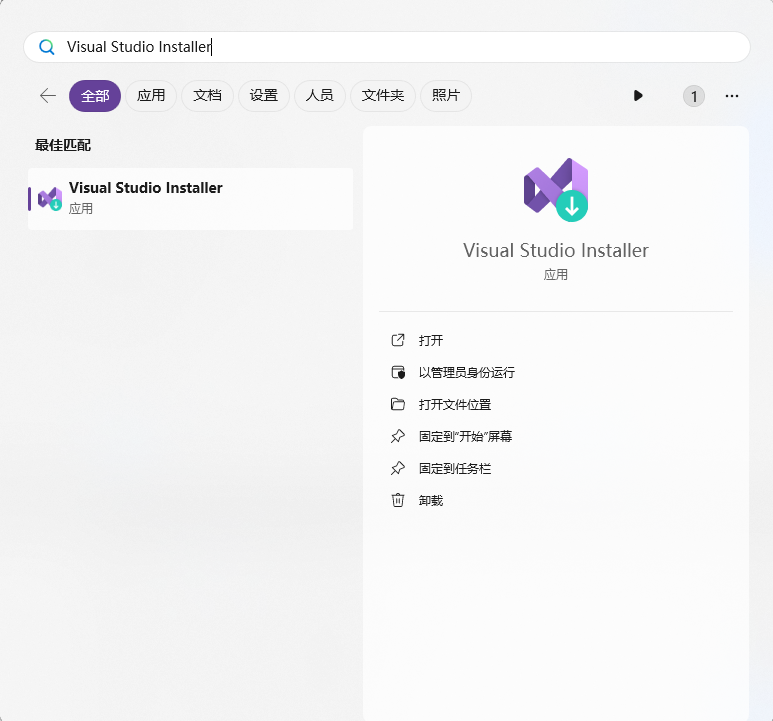 Visual Studio Installer
全部 应用 文档 设置 人员 文件夹 照片 1
最佳匹配
Visual Studio Installer
应用
Visual Studio Installer
应用
打开
以管理员身份运行
打开文件位置
固定到"开始"屏幕
固定到任务栏
卸载